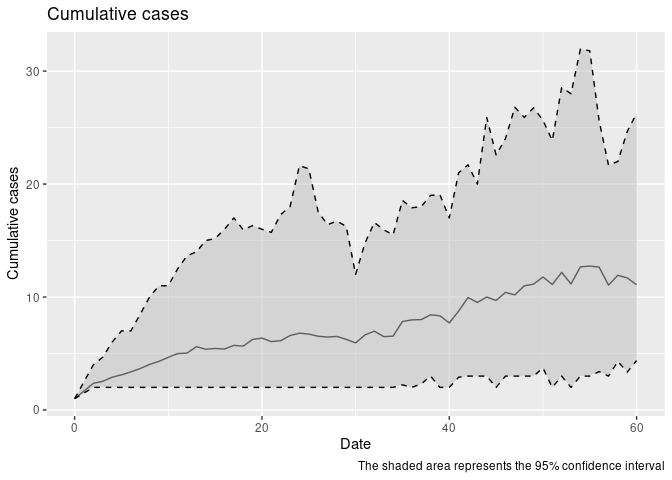 Cumulative cases
Cumulative cases
30
20
10
0
0 20 40 60
Date
The shaded area represents the 95% confidence interval